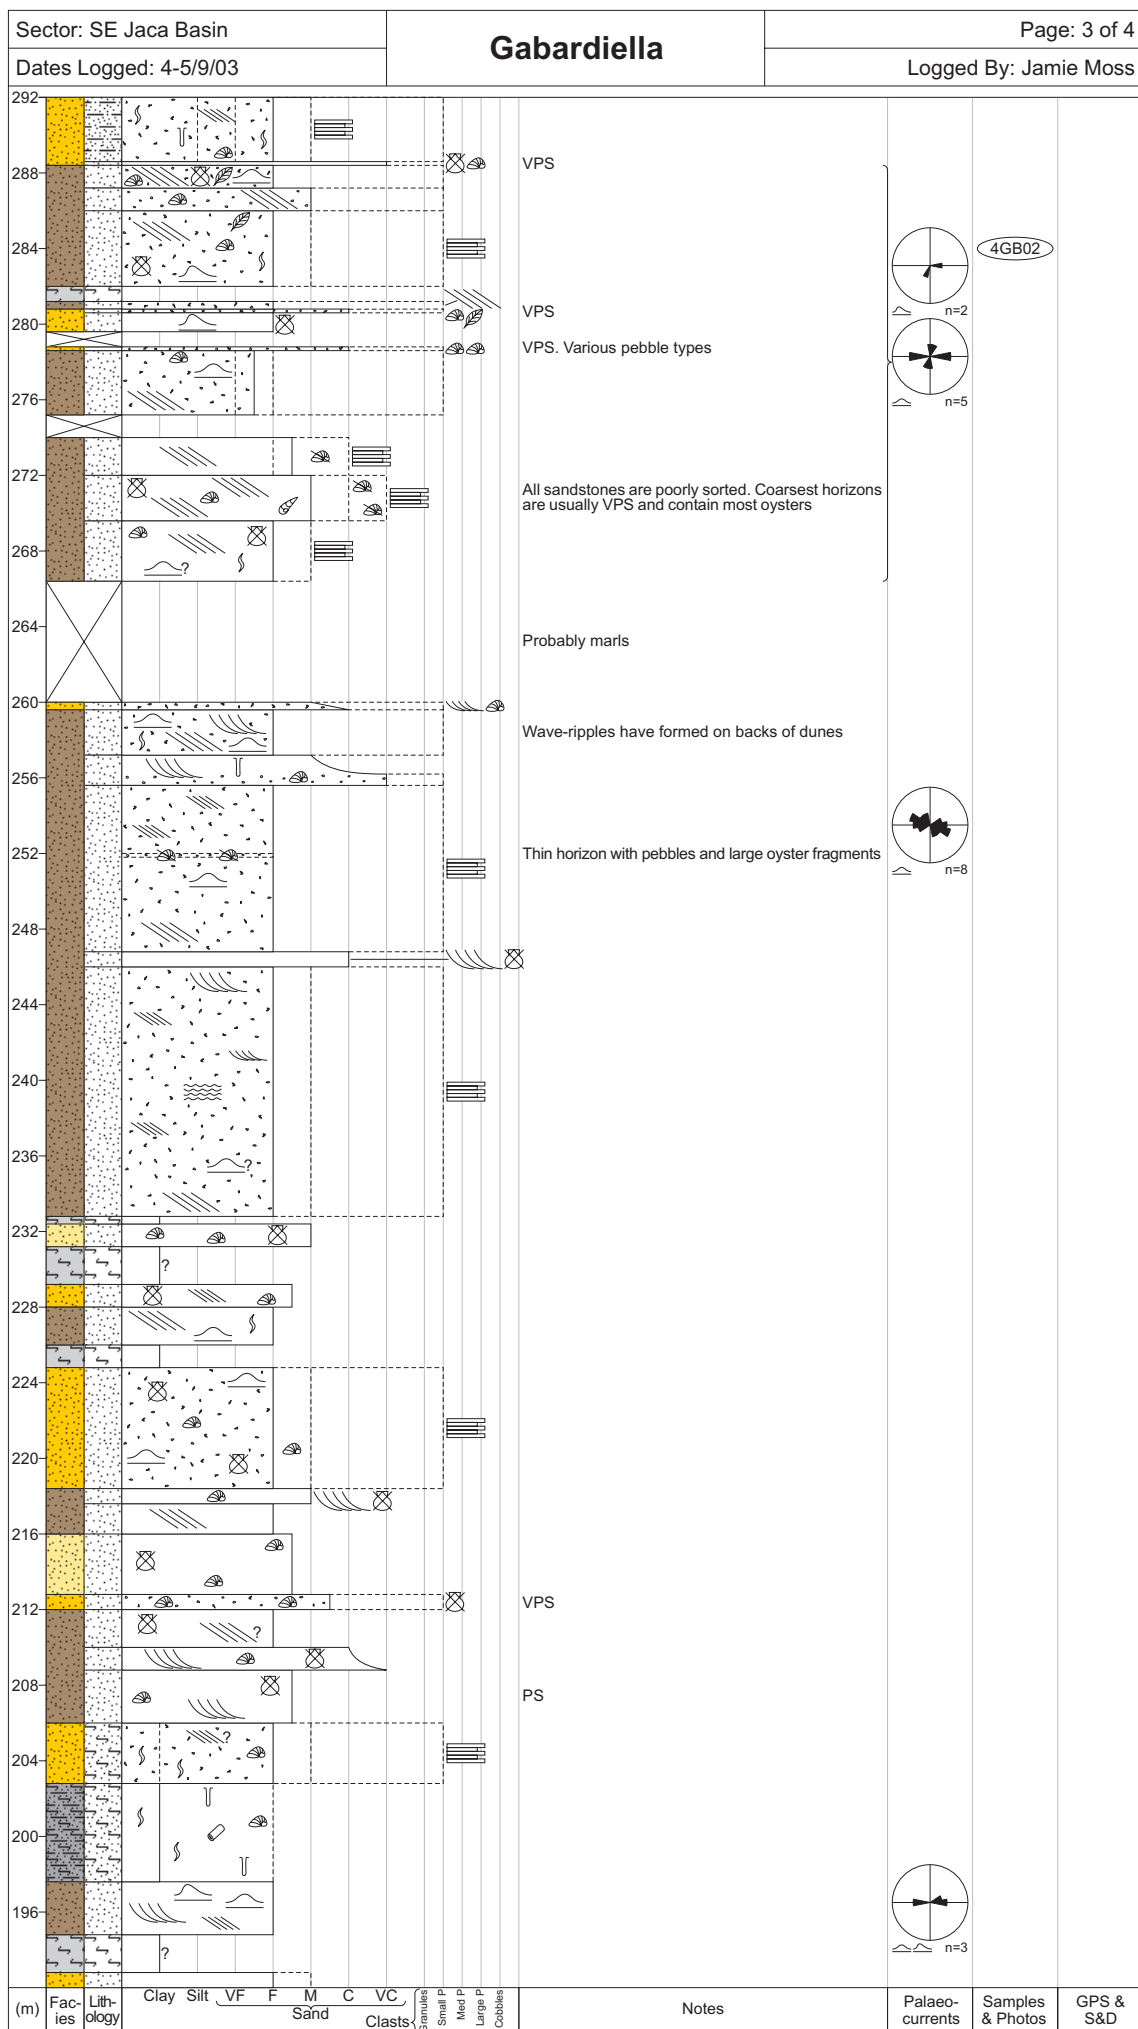 Sector: SE Jaca Basin
Gabardiella
Page: 3 of 4
Dates Logged: 4-5/9/03
Logged By: Jamie Moss
292
288
VPS
284
4GB02
n=2
280
VPS
VPS. Various pebble types
n=5
276
272
All sandstones are poorly sorted. Coarsest horizons
are usually VPS and contain most oysters
268
?
264
Probably marls
260
Wave-ripples have formed on backs of dunes
256
252
Thin horizon with pebbles and large oyster fragments
n=8
248
244
240
236
?
232
?
228
224
220
216
212
VPS
?
208
PS
?
204
200
196
?
n=3
(m)
Fac-
ies
Lith-
ology
Clay Silt VF F M C VC
Sand
Clasts
Granules
Small P
Med P
Large P
Cobbles
Notes
Palaeo-
currents
Samples
& Photos
GPS &
S&D